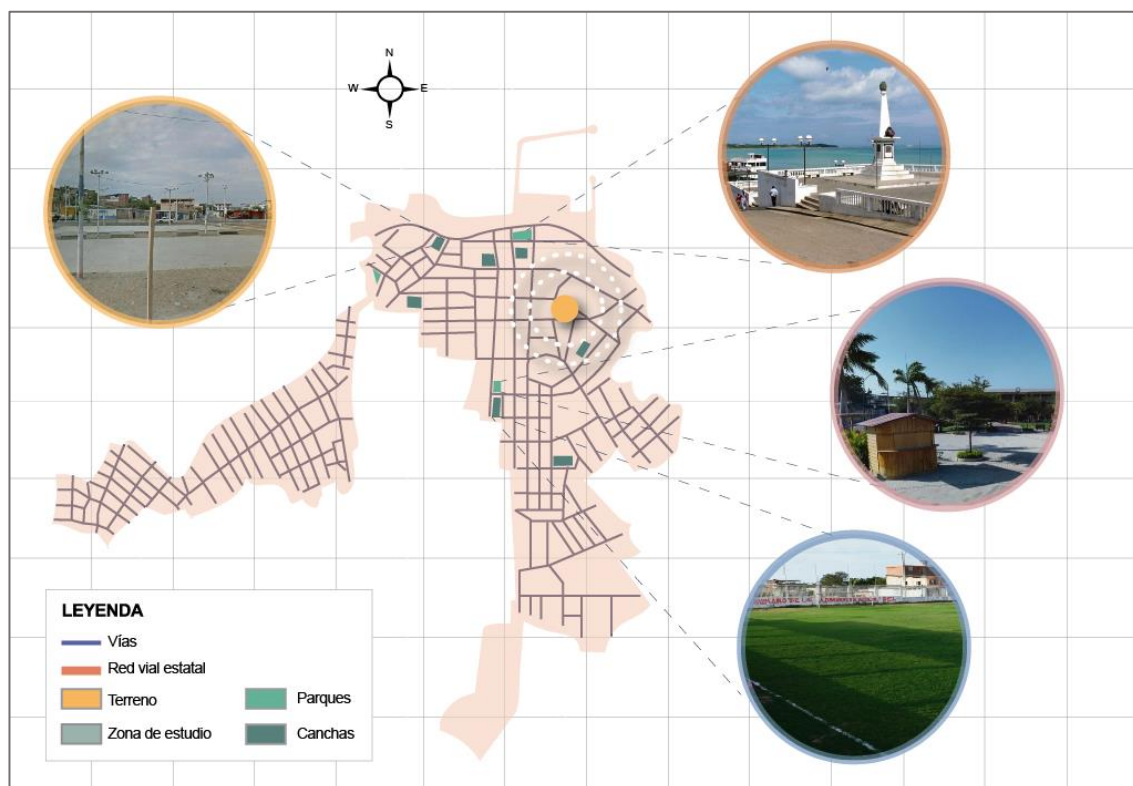 N
W E
S
LEYENDA
Vías
Red vial estatal
Terreno
Parques
Zona de estudio
Canchas